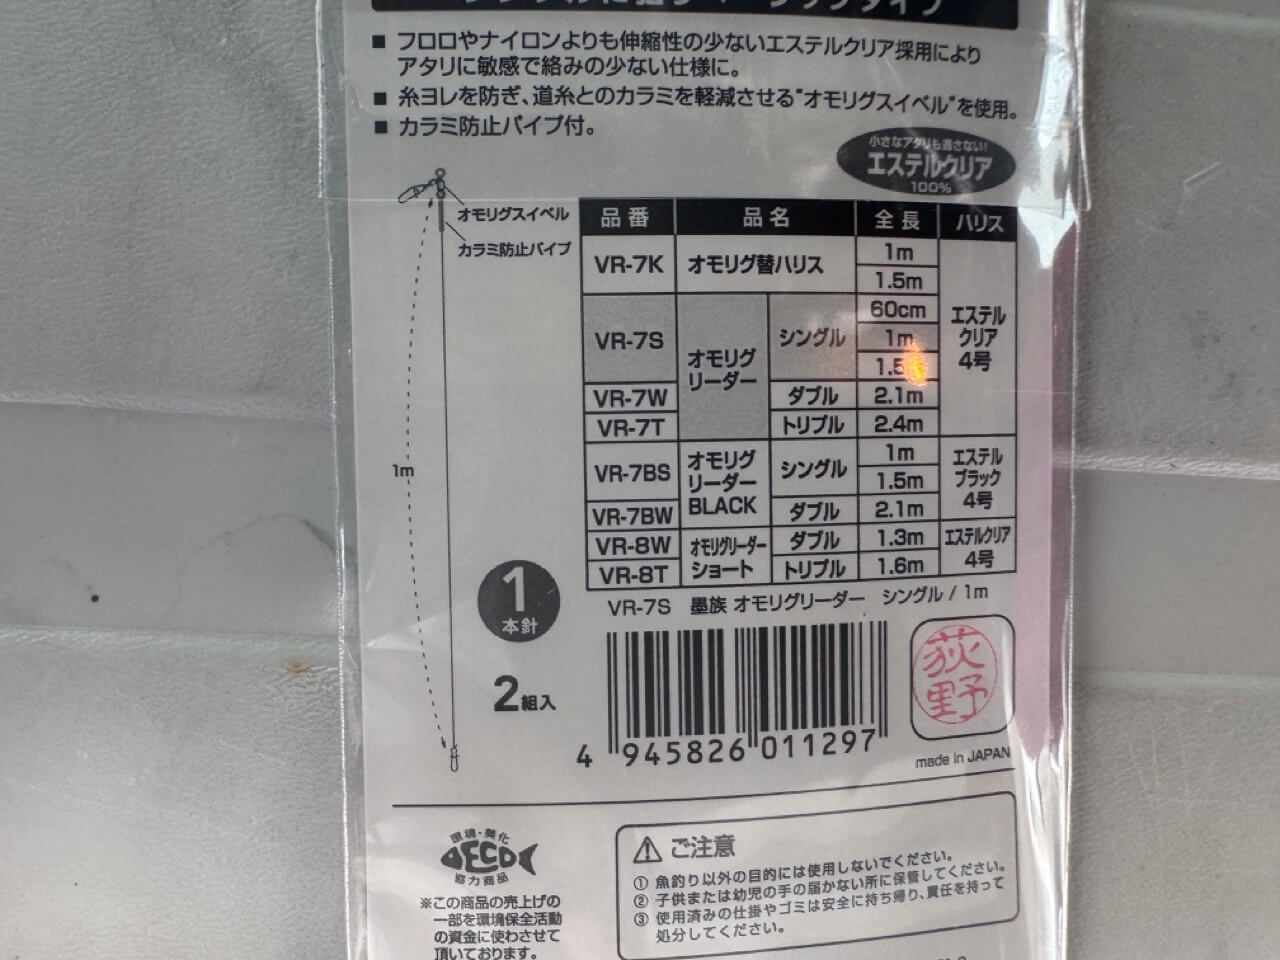 ■ フロロやナイロンよりも伸縮性の少ないエステルクリア採用により
アタリに敏感で絡みの少ない仕様に。
■ 糸ヨレを防ぎ、道糸とのカラミを軽減させる"オモリグスイベル"を使用。
■ カラミ防止パイプ付。
小さなアタリも逃さない!
エステルクリア
100%
オモリグスイベル
カラミ防止パイプ
1m
品番 品名 全長 ハリス
VR-7K オモリグ替ハリス 1m
1.5m
VR-7S オモリグリーダー シングル 60cm
1m
1.5
VR-7W ダブル 2.1m
VR-7T トリプル 2.4m
エステル
クリア
4号
VR-7BS オモリグリーダーBLACK シングル 1m
1.5m
VR-7BW ダブル 2.1m
エステル
ブラック
4号
VR-8W オモリグリーダーショート ダブル 1.3m
VR-8T トリプル 1.6m
エステルクリア
4号
1
本針
2組入
VR-7S 墨族 オモリグリーダー シングル / 1m
4 945826 011297
荻野
made in JAPAN
環境・美化
ECO
協力商品
※この商品の売上げの
一部を環境保全活動
の資金に使わさせて
頂いております。
ご注意
① 魚釣り以外の目的には使用しないでください。
② 子供または幼児の手の届かない所に保管してください。
③ 使用済みの仕掛やゴミは安全に持ち帰り、責任を持って
処分してください。